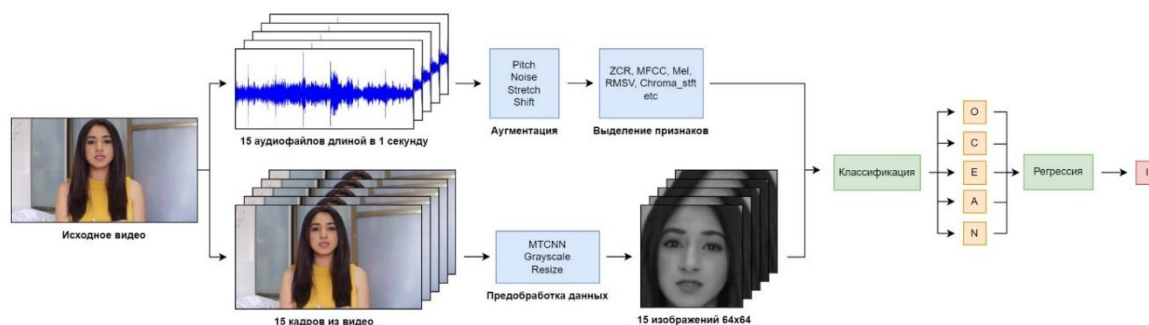 Pitch
Noise
Stretch
Shift
ZCR, MFCC, Mel,
RMSV, Chroma_stft
etc
15 аудиофайлов длиной в 1 секунду
Аугментация
Выделение признаков
Исходное видео
MTCNN
Grayscale
Resize
15 кадров из видео
Предобработка данных
15 изображений 64x64
Классификация
O
C
E
A
N
Регрессия
I